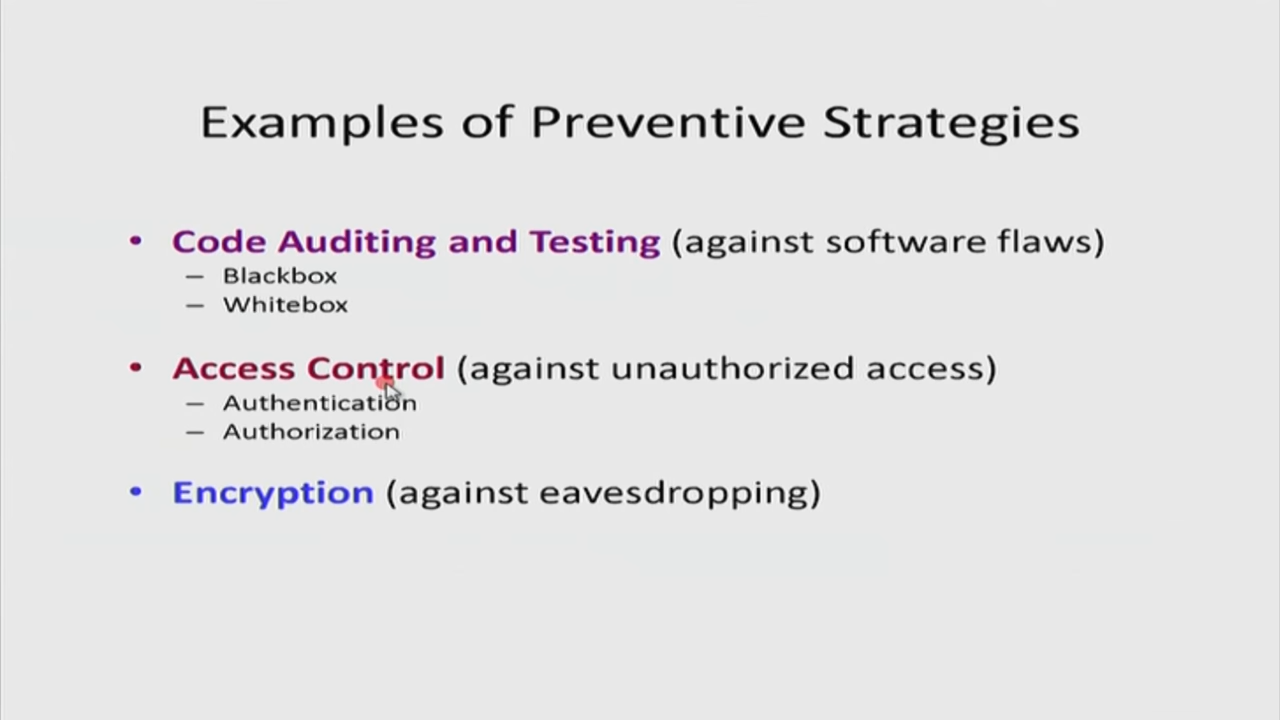 Examples of Preventive Strategies
• Code Auditing and Testing (against software flaws)
– Blackbox
– Whitebox
• Access Control (against unauthorized access)
– Authentication
– Authorization
• Encryption (against eavesdropping)